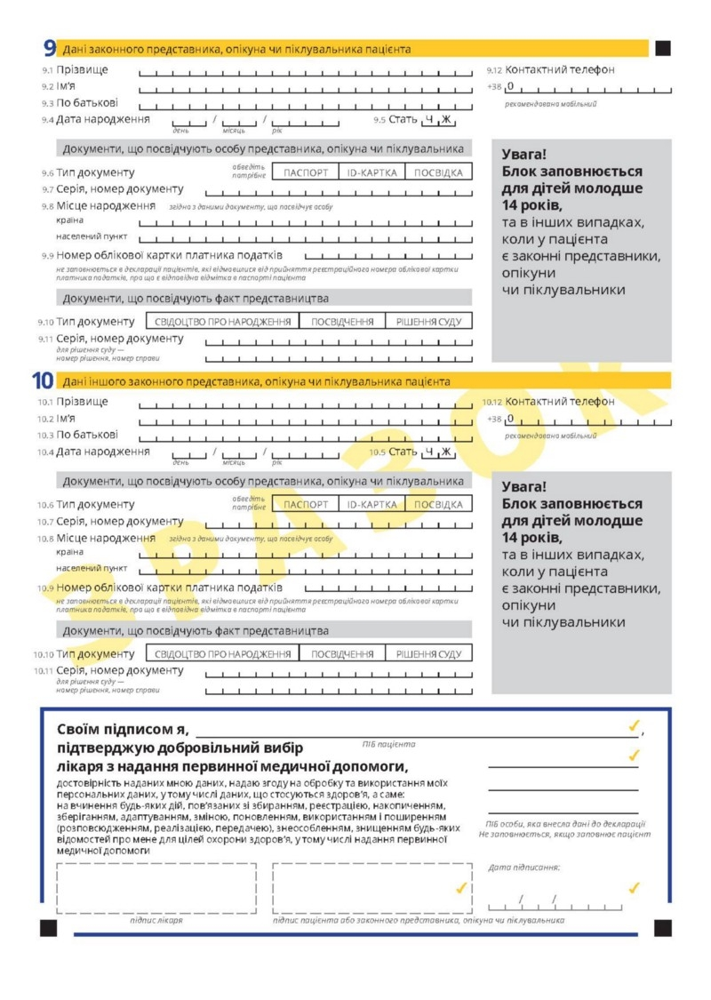 9 Дані законного представника, опікуна чи піклувальника пацієнта
9.1 Прізвище
9.2 Ім'я
9.3 По батькові
9.4 Дата народження / /
день місяць рік
9.5 Стать Ч Ж
9.12 Контактний телефон
+38 0
рекомендовано мобільний
Документи, що посвідчують особу представника, опікуна чи піклувальника
9.6 Тип документу обведіть потрібне ПАСПОРТ ID-КАРТКА ПОСВІДКА
9.7 Серія, номер документу
9.8 Місце народження згідно з даними документу, що посвідчує особу
країна
населений пункт
9.9 Номер облікової картки платника податків
не заповнюється в декларації пацієнтів, які відмовилися від прийняття реєстраційного номера облікової картки
платника податків, про що є відповідна відмітка в паспорті пацієнта
Документи, що посвідчують факт представництва
9.10 Тип документу СВІДОЦТВО ПРО НАРОДЖЕННЯ ПОСВІДЧЕННЯ РІШЕННЯ СУДУ
9.11 Серія, номер документу
для рішення суду —
номер рішення, номер справи
Увага!
Блок заповнюється
для дітей молодше
14 років,
та в інших випадках,
коли у пацієнта
є законні представники,
опікуни
чи піклувальники
10 Дані іншого законного представника, опікуна чи піклувальника пацієнта
10.1 Прізвище
10.2 Ім'я
10.3 По батькові
10.4 Дата народження / /
день місяць рік
10.5 Стать Ч Ж
10.12 Контактний телефон
+38 0
рекомендовано мобільний
Документи, що посвідчують особу представника, опікуна чи піклувальника
10.6 Тип документу обведіть потрібне ПАСПОРТ ID-КАРТКА ПОСВІДКА
10.7 Серія, номер документу
10.8 Місце народження згідно з даними документу, що посвідчує особу
країна
населений пункт
10.9 Номер облікової картки платника податків
не заповнюється в декларації пацієнтів, які відмовилися від прийняття реєстраційного номера облікової картки
платника податків, про що є відповідна відмітка в паспорті пацієнта
Документи, що посвідчують факт представництва
10.10 Тип документу СВІДОЦТВО ПРО НАРОДЖЕННЯ ПОСВІДЧЕННЯ РІШЕННЯ СУДУ
10.11 Серія, номер документу
для рішення суду —
номер рішення, номер справи
Увага!
Блок заповнюється
для дітей молодше
14 років,
та в інших випадках,
коли у пацієнта
є законні представники,
опікуни
чи піклувальники
ЗРАЗОК
Своїм підписом я, ,
ПІБ пацієнта
підтверджую добровільний вибір
лікаря з надання первинної медичної допомоги,
достовірність наданих мною даних, надаю згоду на обробку та використання моїх
персональних даних, у тому числі даних, що стосуються здоров'я, а саме:
на вчинення будь-яких дій, пов'язаних зі збиранням, реєстрацією, накопиченням,
зберіганням, адаптуванням, зміною, поновленням, використанням і поширенням
(розповсюдженням, реалізацією, передачею), знеособленням, знищенням будь-яких
відомостей про мене для цілей охорони здоров'я, у тому числі надання первинної
медичної допомоги
ПІБ особи, яка внесла дані до декларації
Не заповнюється, якщо заповнює пацієнт
Дата підписання:
/ /
підпис лікаря
підпис пацієнта або законного представника, опікуна чи піклувальника